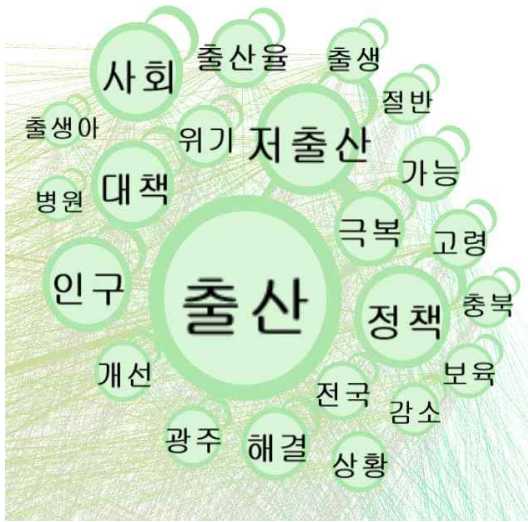 사회
출산율
출생
절반
출생아
위기
저출산
가능
병원
대책
극복
고령
인구
출산
정책
충북
개선
전국
감소
보육
광주
해결
상황